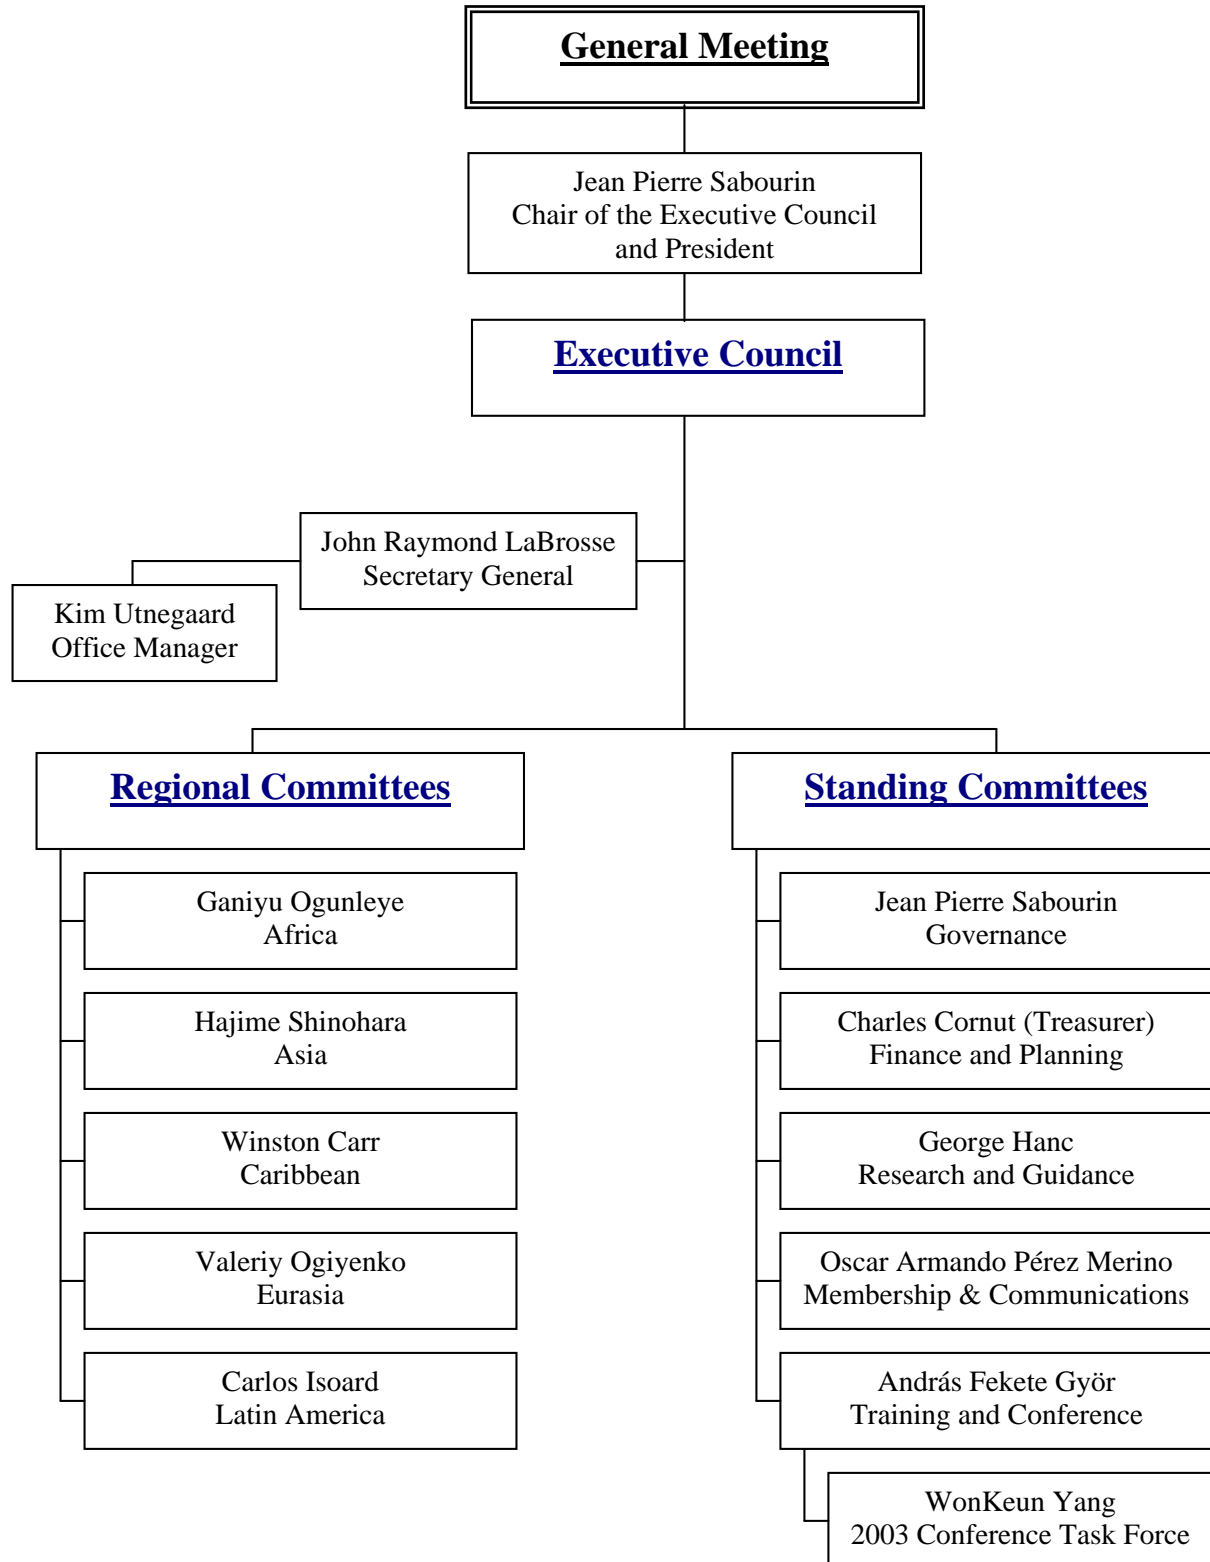 General Meeting
Jean Pierre Sabourin
Chair of the Executive Council
and President
Executive Council
John Raymond LaBrosse
Secretary General
Kim Utnegaard
Office Manager
Regional Committees
Ganiyu Ogunleye
Africa
Hajime Shinohara
Asia
Winston Carr
Caribbean
Valeriy Ogiyenko
Eurasia
Carlos Isoard
Latin America
Standing Committees
Jean Pierre Sabourin
Governance
Charles Cornut (Treasurer)
Finance and Planning
George Hanc
Research and Guidance
Oscar Armando Pérez Merino
Membership & Communications
András Fekete Györ
Training and Conference
WonKeun Yang
2003 Conference Task Force